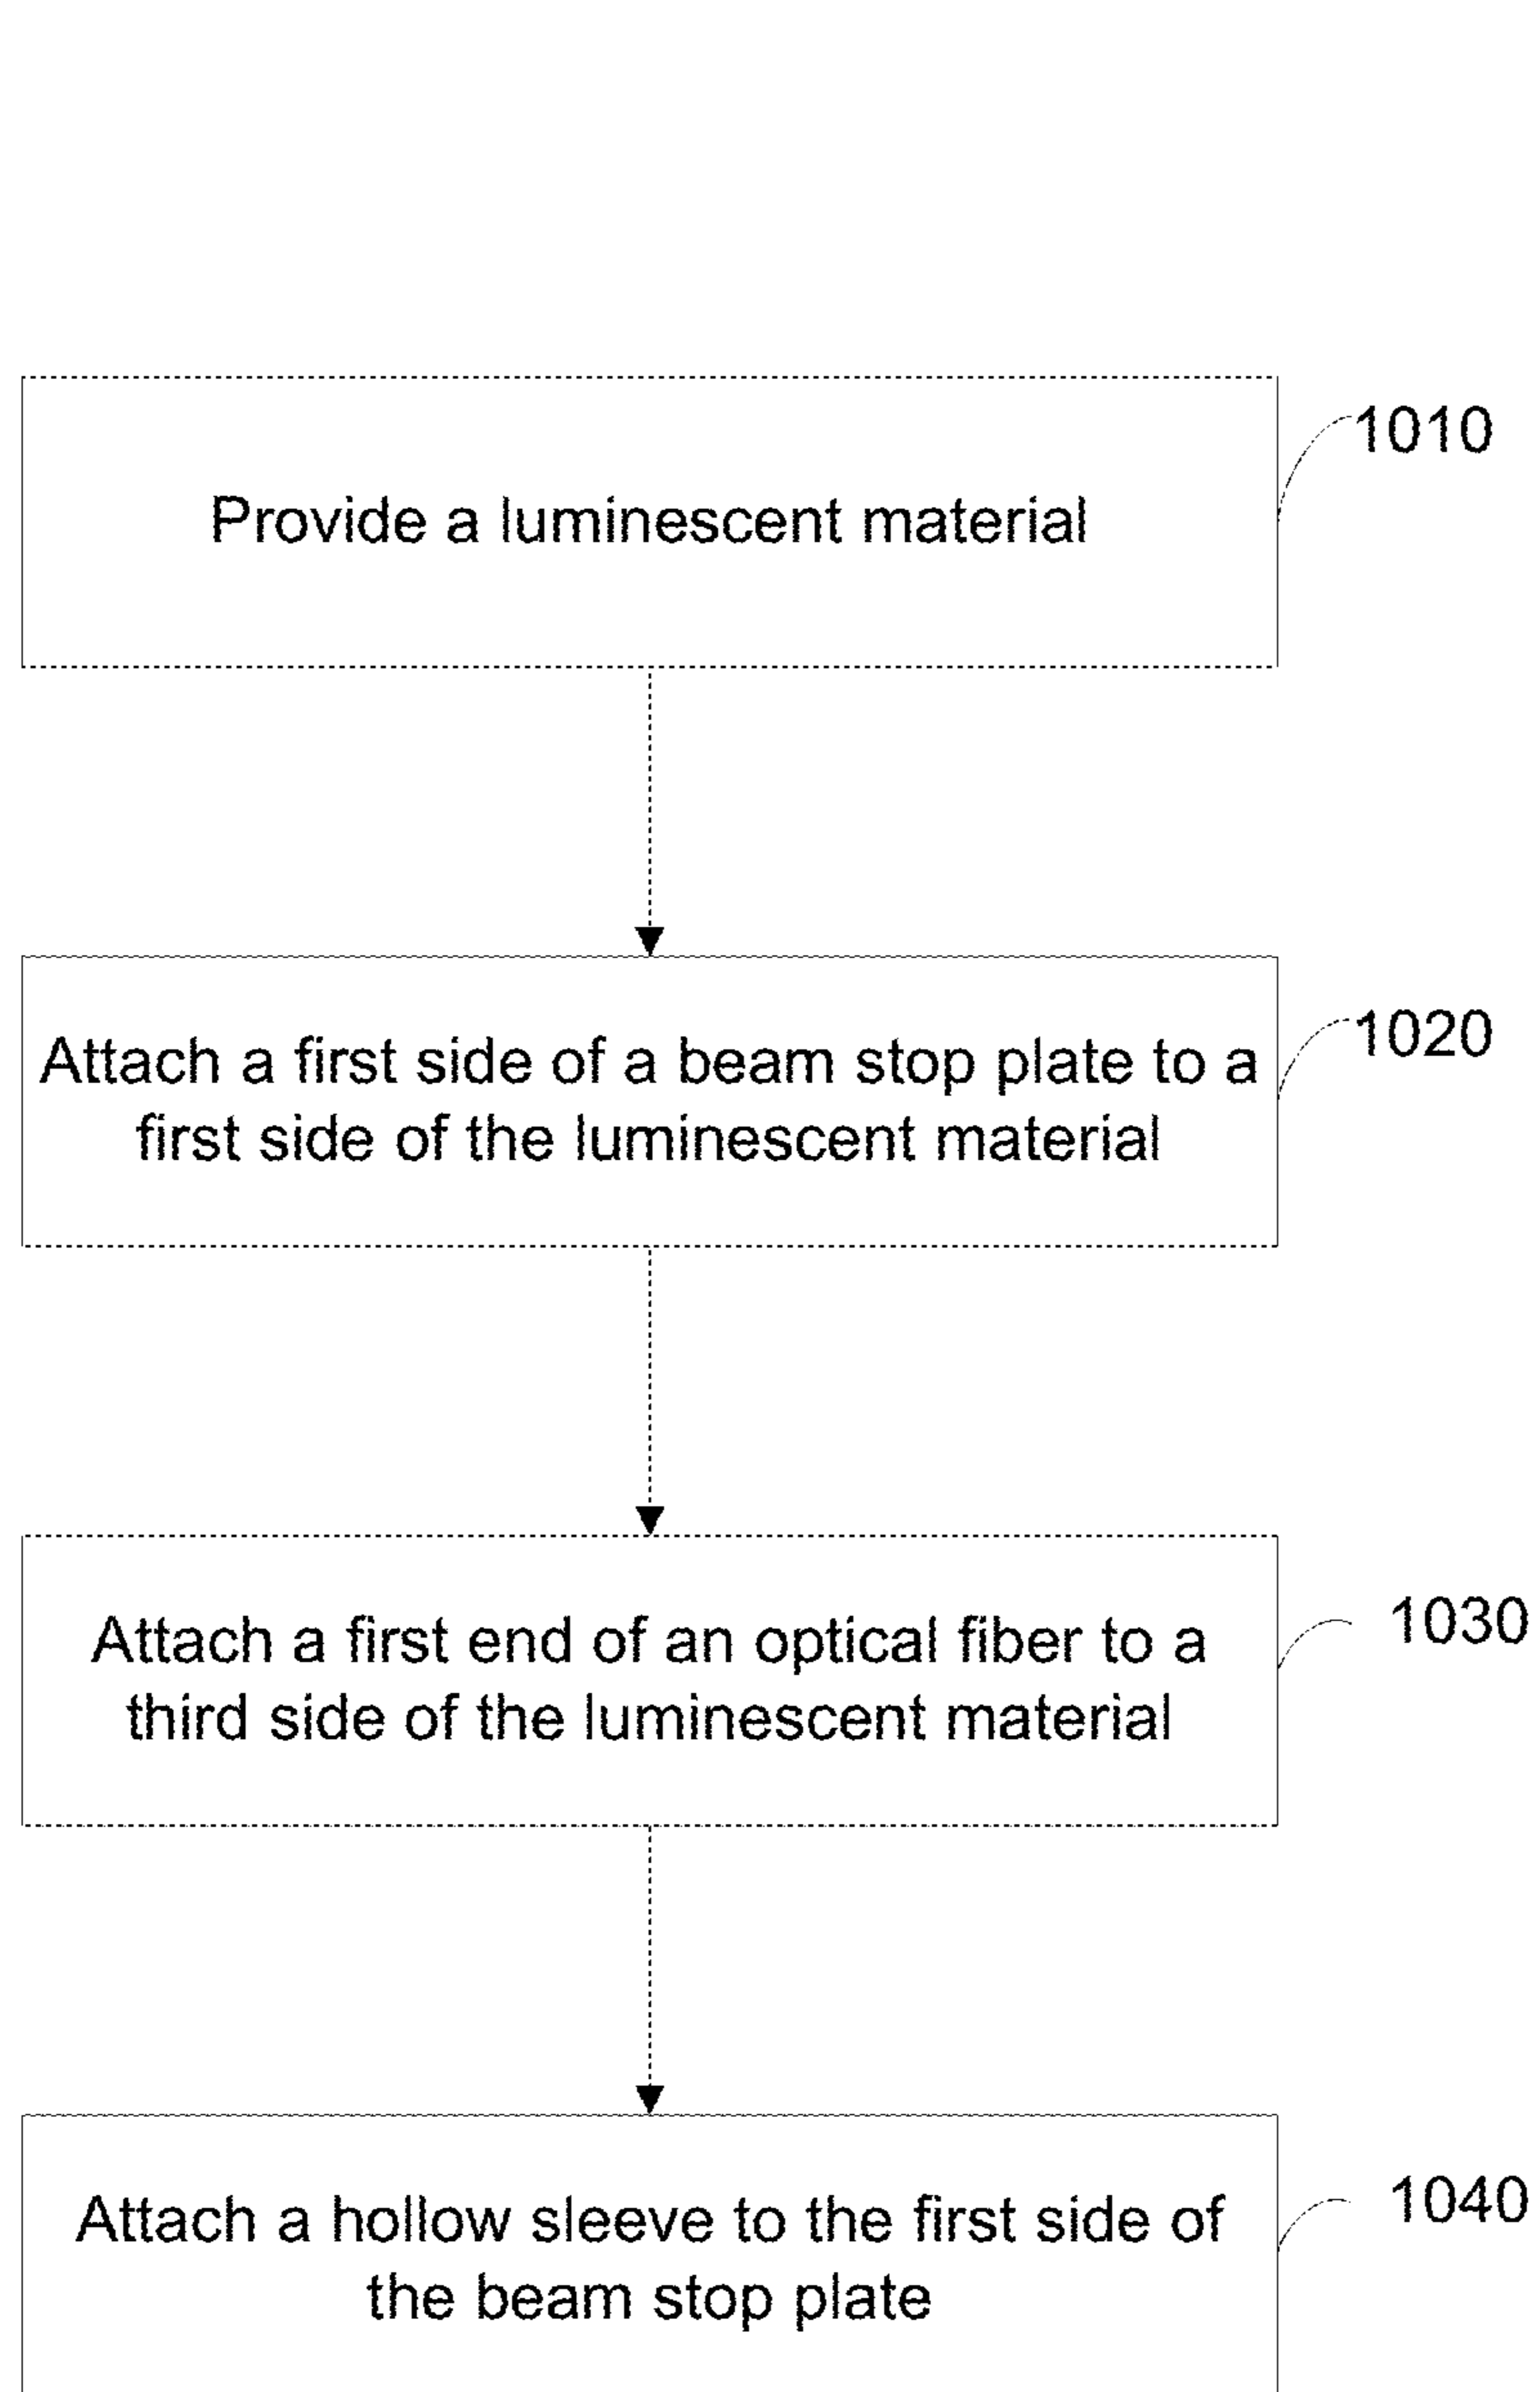 Provide a luminescent material
1010
Attach a first side of a beam stop plate to a
first side of the luminescent material
1020
Attach a first end of an optical fiber to a
third side of the luminescent material
1030
Attach a hollow sleeve to the first side of
the beam stop plate
1040